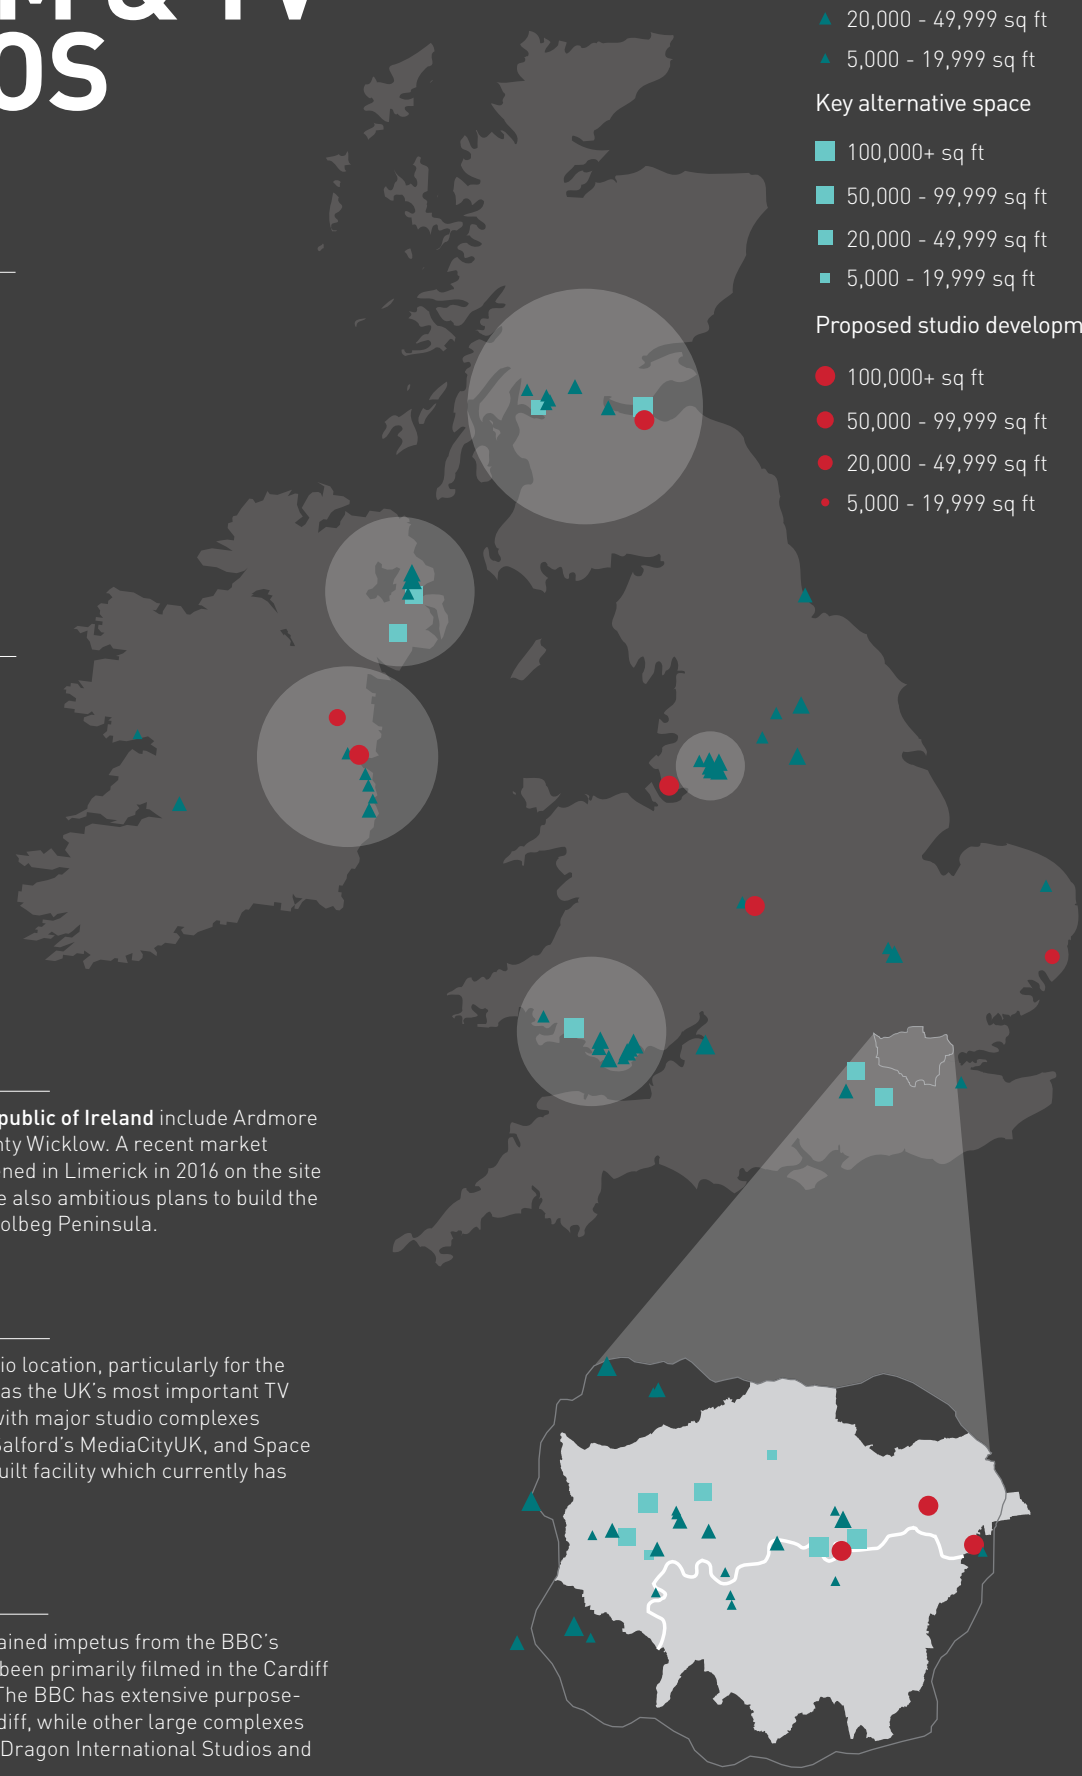 & TV
OS
20,000 - 49,999 sq ft
5,000 - 19,999 sq ft
Key alternative space
100,000+ sq ft
50,000 - 99,999 sq ft
20,000 - 49,999 sq ft
5,000 - 19,999 sq ft
Proposed studio developm
100,000+ sq ft
50,000 - 99,999 sq ft
20,000 - 49,999 sq ft
5,000 - 19,999 sq ft
public of Ireland include Ardmore
nty Wicklow. A recent market
ned in Limerick in 2016 on the site
e also ambitious plans to build the
olbeg Peninsula.
io location, particularly for the
as the UK's most important TV
with major studio complexes
Salford's MediaCityUK, and Space
uilt facility which currently has
ained impetus from the BBC's
been primarily filmed in the Cardiff
The BBC has extensive purpose-
diff, while other large complexes
Dragon International Studios and